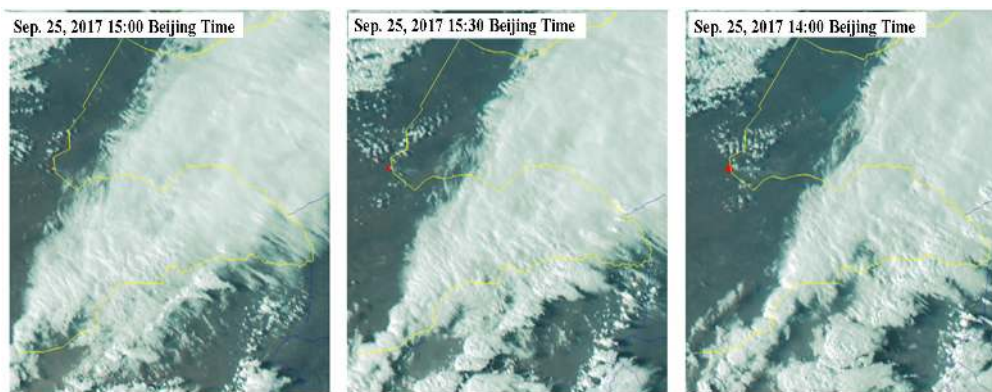 Sep. 25, 2017 15:00 Beijing Time
Sep. 25, 2017 15:30 Beijing Time
Sep. 25, 2017 14:00 Beijing Time